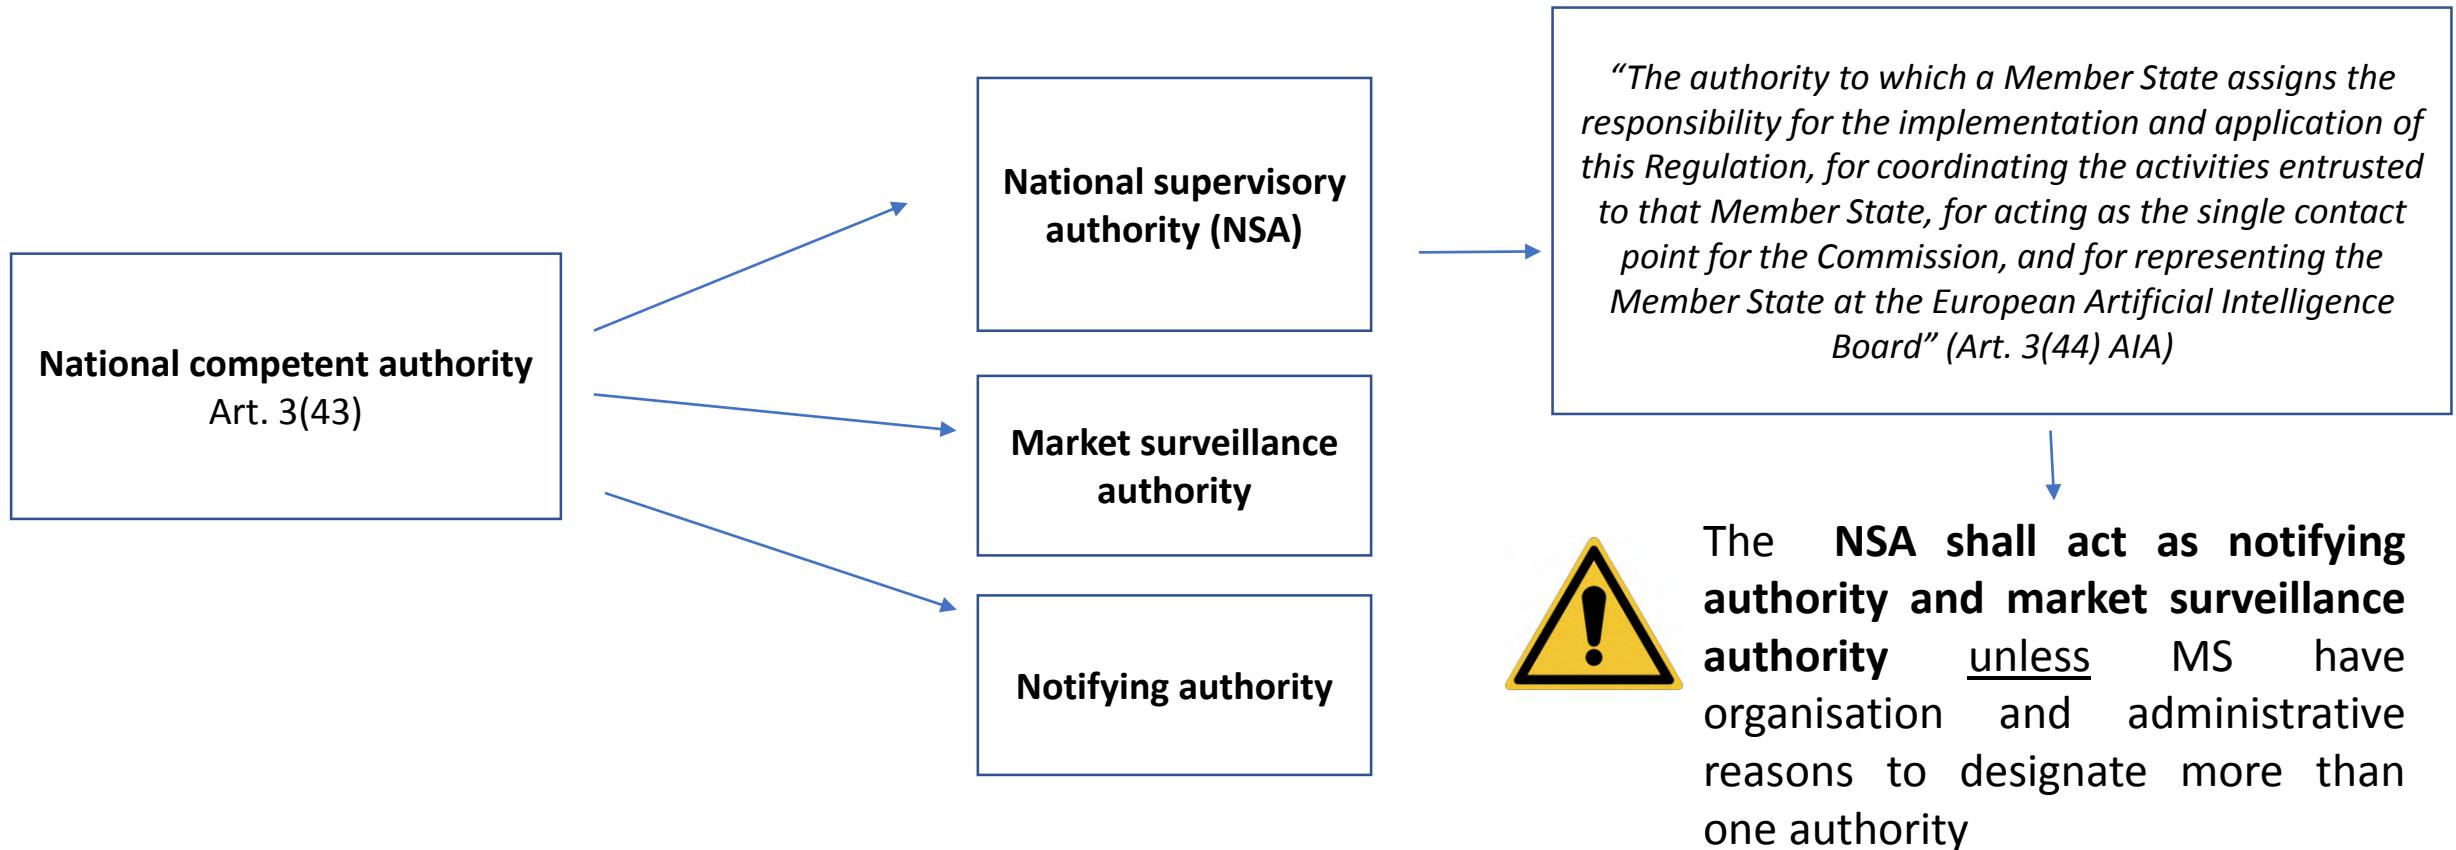 National competent authority
Art. 3(43)
National supervisory
authority (NSA)
Market surveillance
authority
Notifying authority
“The authority to which a Member State assigns the
responsibility for the implementation and application of
this Regulation, for coordinating the activities entrusted
to that Member State, for acting as the single contact
point for the Commission, and for representing the
Member State at the European Artificial Intelligence
Board” (Art. 3(44) AIA)
The NSA shall act as notifying
authority and market surveillance
authority unless MS have
organisation and administrative
reasons to designate more than
one authority